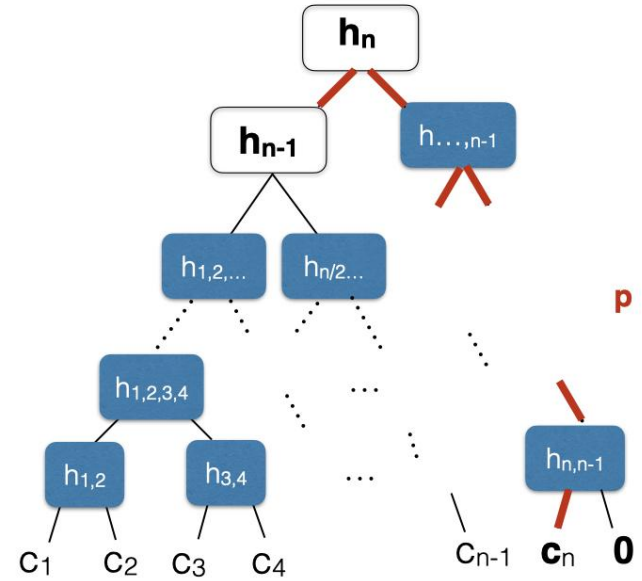 hn
hn-1
h...,n-1
h1,2,...
hn/2...
p
h1,2,3,4
...
h1,2
h3,4
hn,n-1
...
C1 C2 C3 C4 Cn-1 cn 0